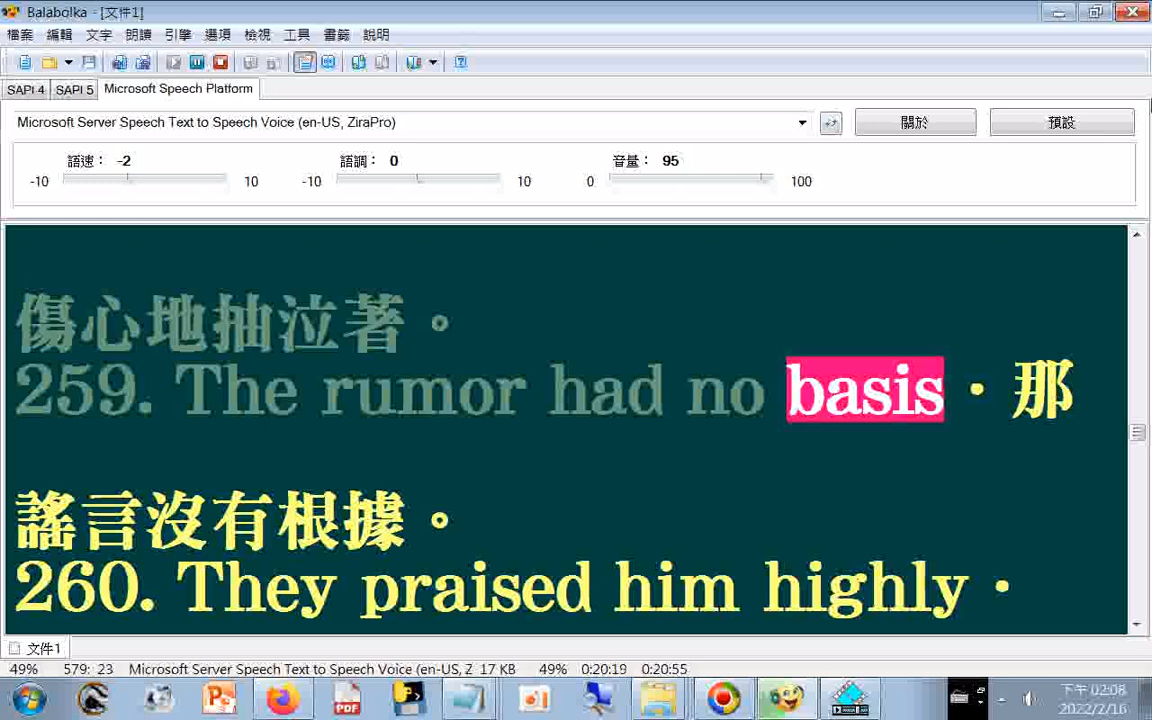 Balabolka - [文件1]
檔案 編輯 文字 朗讀 引擎 選項 檢視 工具 書籤 說明
SAPI 4 SAPI 5 Microsoft Speech Platform
Microsoft Server Speech Text to Speech Voice (en-US, ZiraPro) 關於 預設
語速： -2 語調： 0 音量： 95
-10 10 -10 10 0 100
傷心地抽泣著。
259. The rumor had no basis．那
謠言沒有根據。
260. They praised him highly．
文件1
49% 579: 23 Microsoft Server Speech Text to Speech Voice (en-US, Z 17 KB 49% 0:20:19 0:20:55
PDF
下午 02:08
2022/2/16